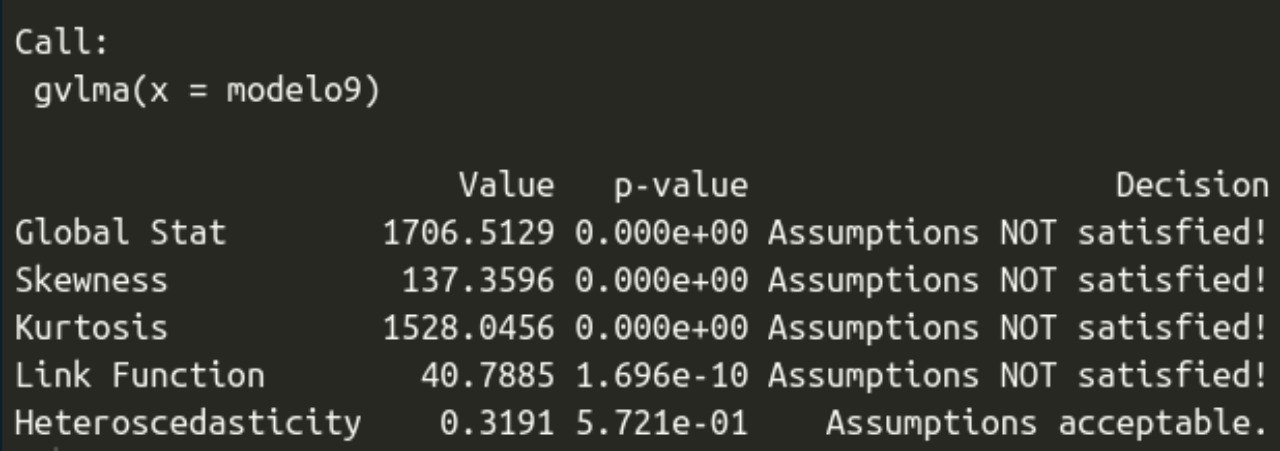 Call:
gvlma(x = modelo9)
Value p-value Decision
Global Stat 1706.5129 0.000e+00 Assumptions NOT satisfied!
Skewness 137.3596 0.000e+00 Assumptions NOT satisfied!
Kurtosis 1528.0456 0.000e+00 Assumptions NOT satisfied!
Link Function 40.7885 1.696e-10 Assumptions NOT satisfied!
Heteroscedasticity 0.3191 5.721e-01 Assumptions acceptable.